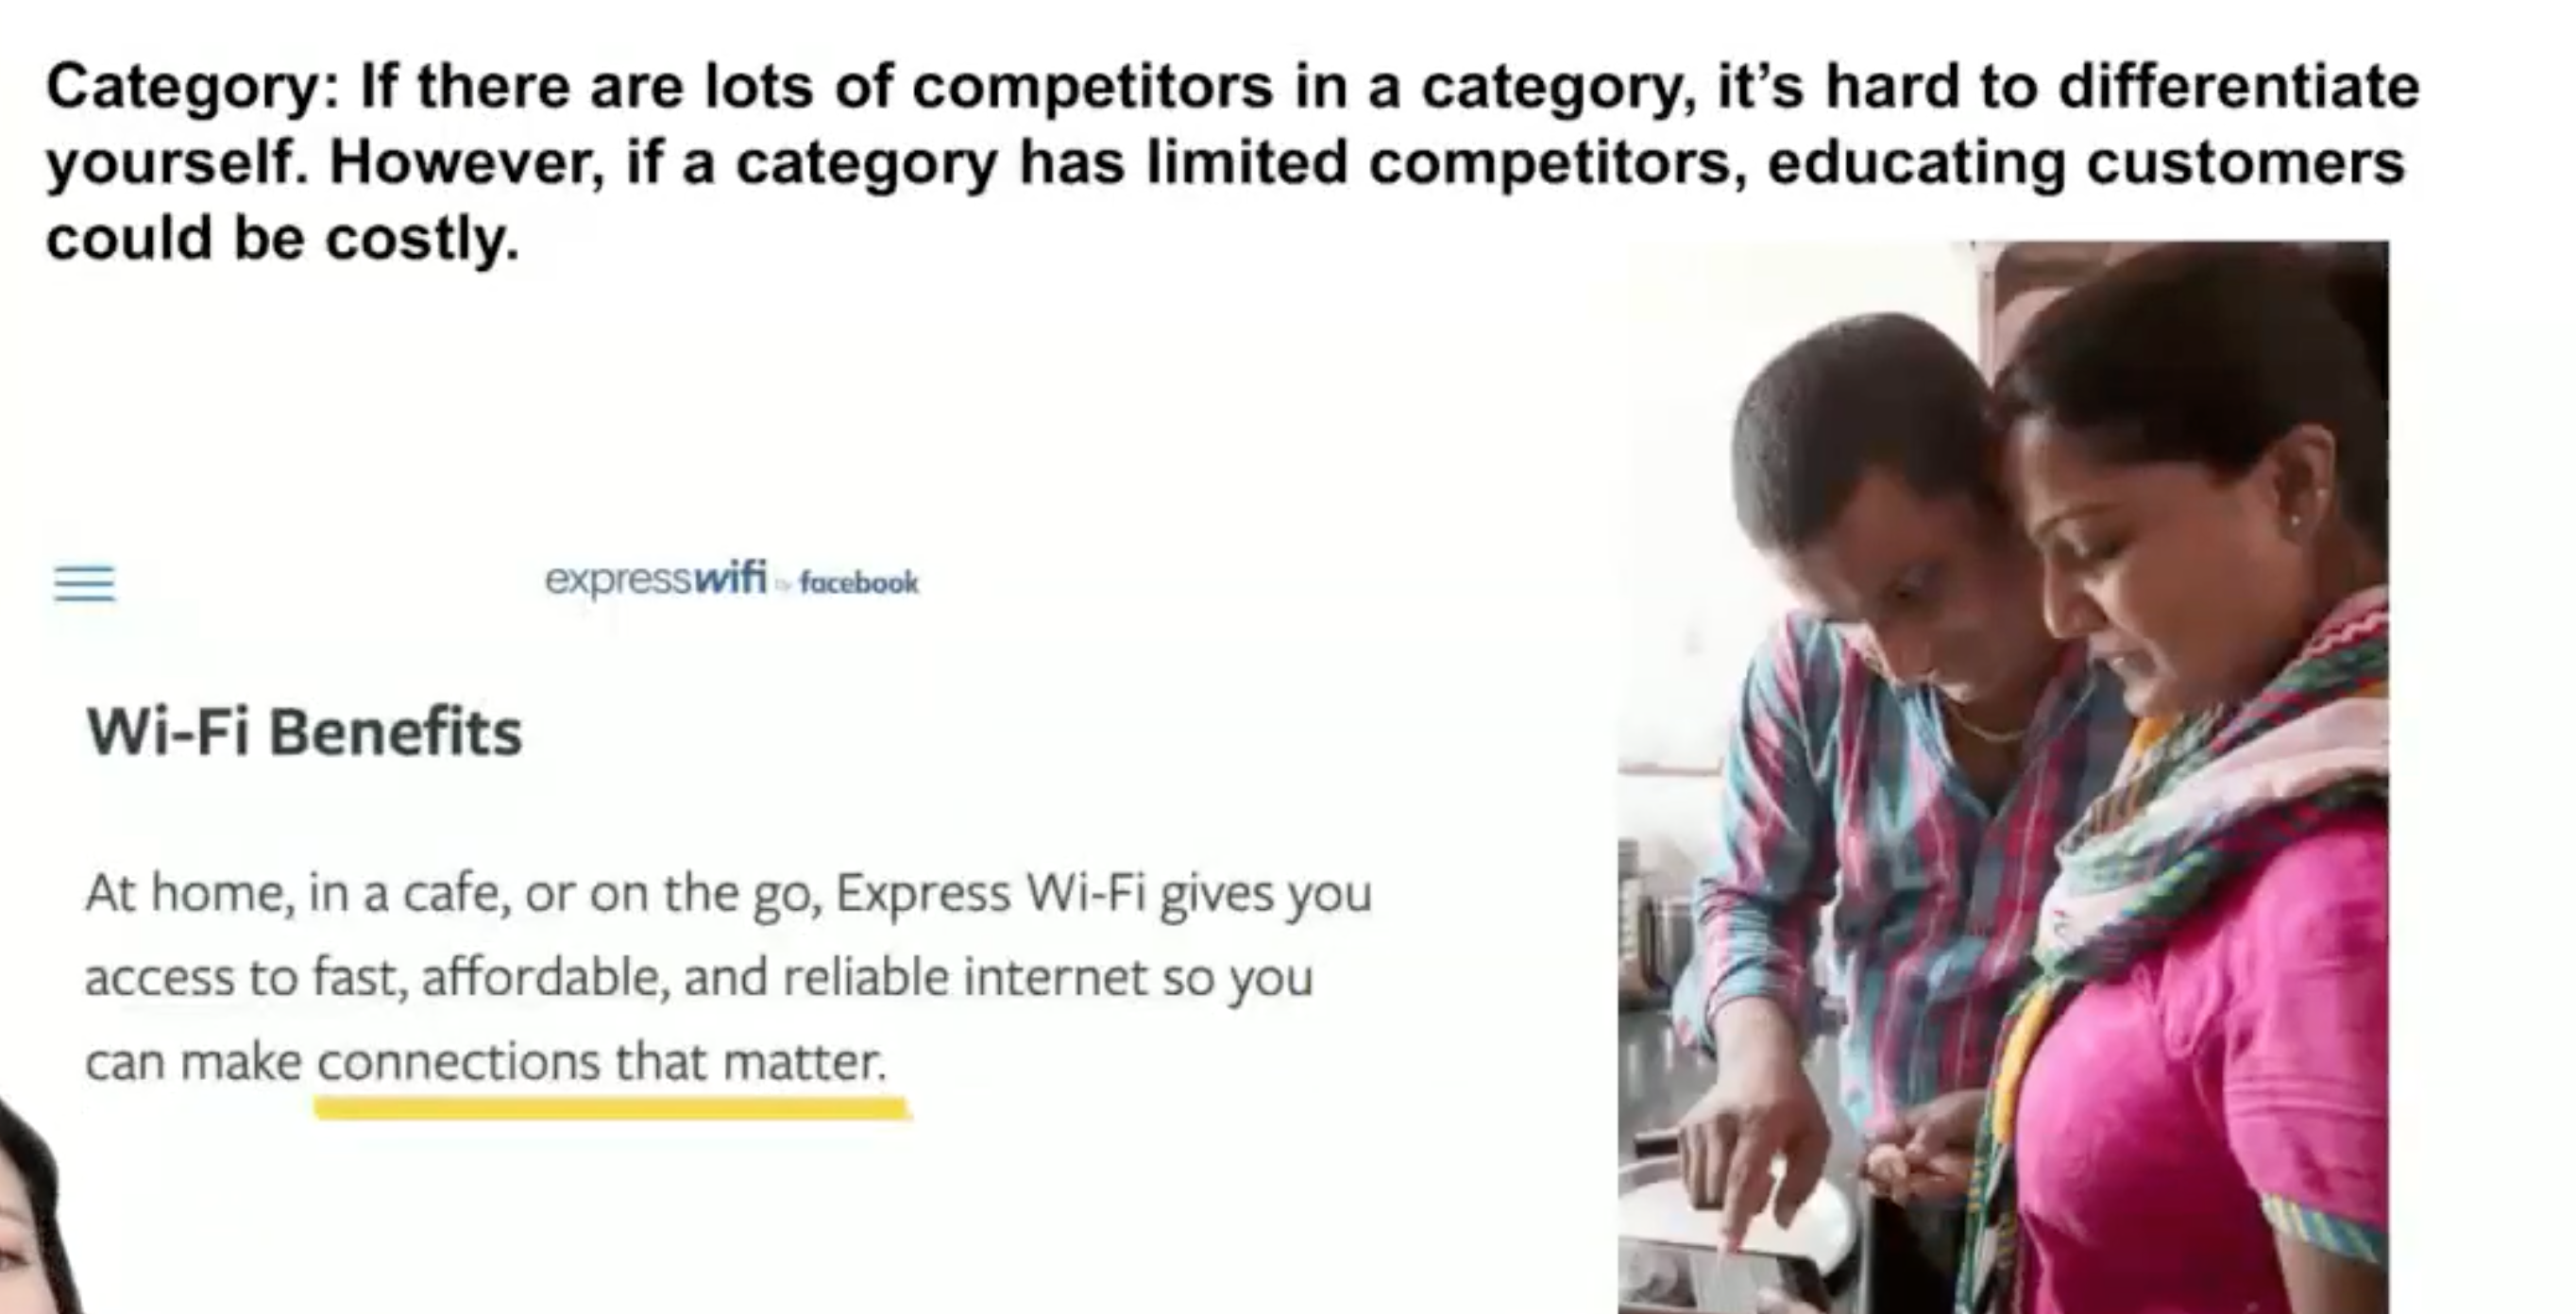 Category: If there are lots of competitors in a category, it’s hard to differentiate
yourself. However, if a category has limited competitors, educating customers
could be costly.
expresswifi by facebook
Wi-Fi Benefits
At home, in a cafe, or on the go, Express Wi-Fi gives you
access to fast, affordable, and reliable internet so you
can make connections that matter.